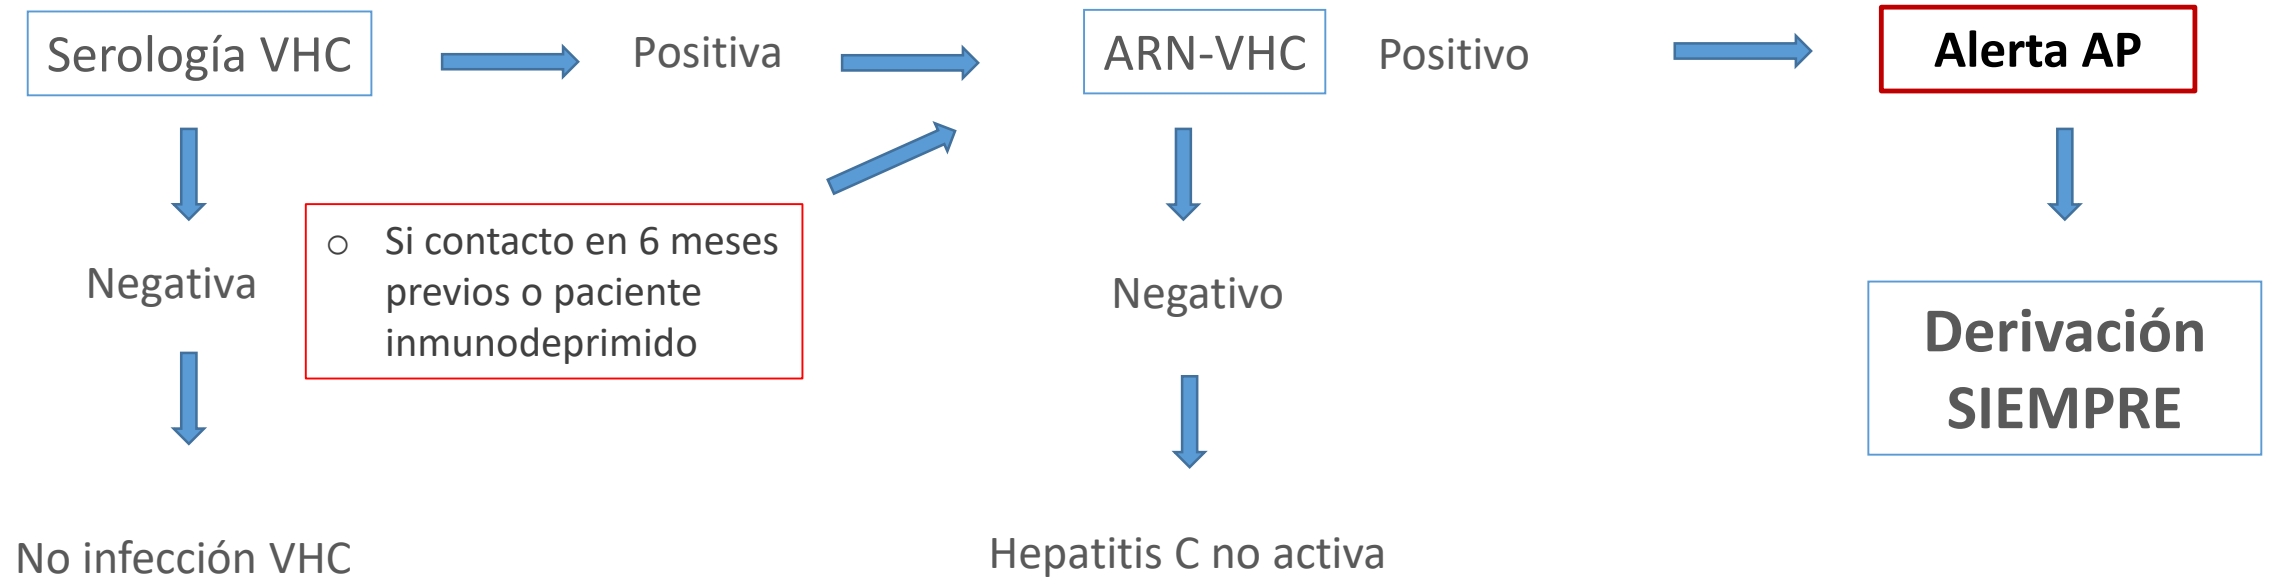 Serología VHC
Positiva
ARN-VHC
Positivo
Alerta AP
Negativa
o Si contacto en 6 meses
previos o paciente
inmunodeprimido
Negativo
Derivación
SIEMPRE
No infección VHC
Hepatitis C no activa